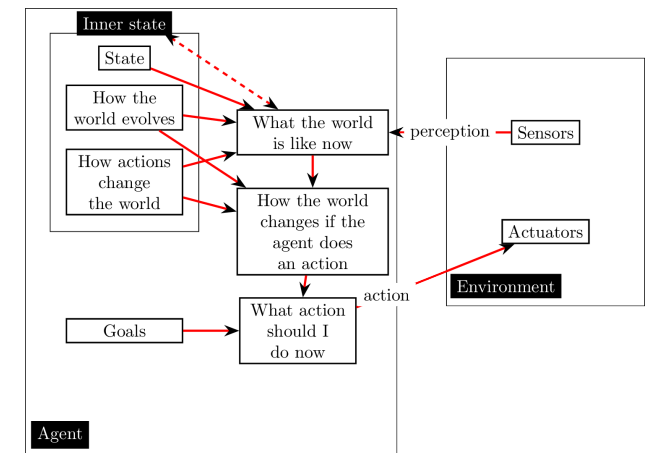 Inner state
State
How the
world evolves
How actions
change
the world
What the world
is like now
How the world
changes if the
agent does
an action
What action
should I
do now
Goals
Agent
perception
Sensors
Actuators
action
Environment